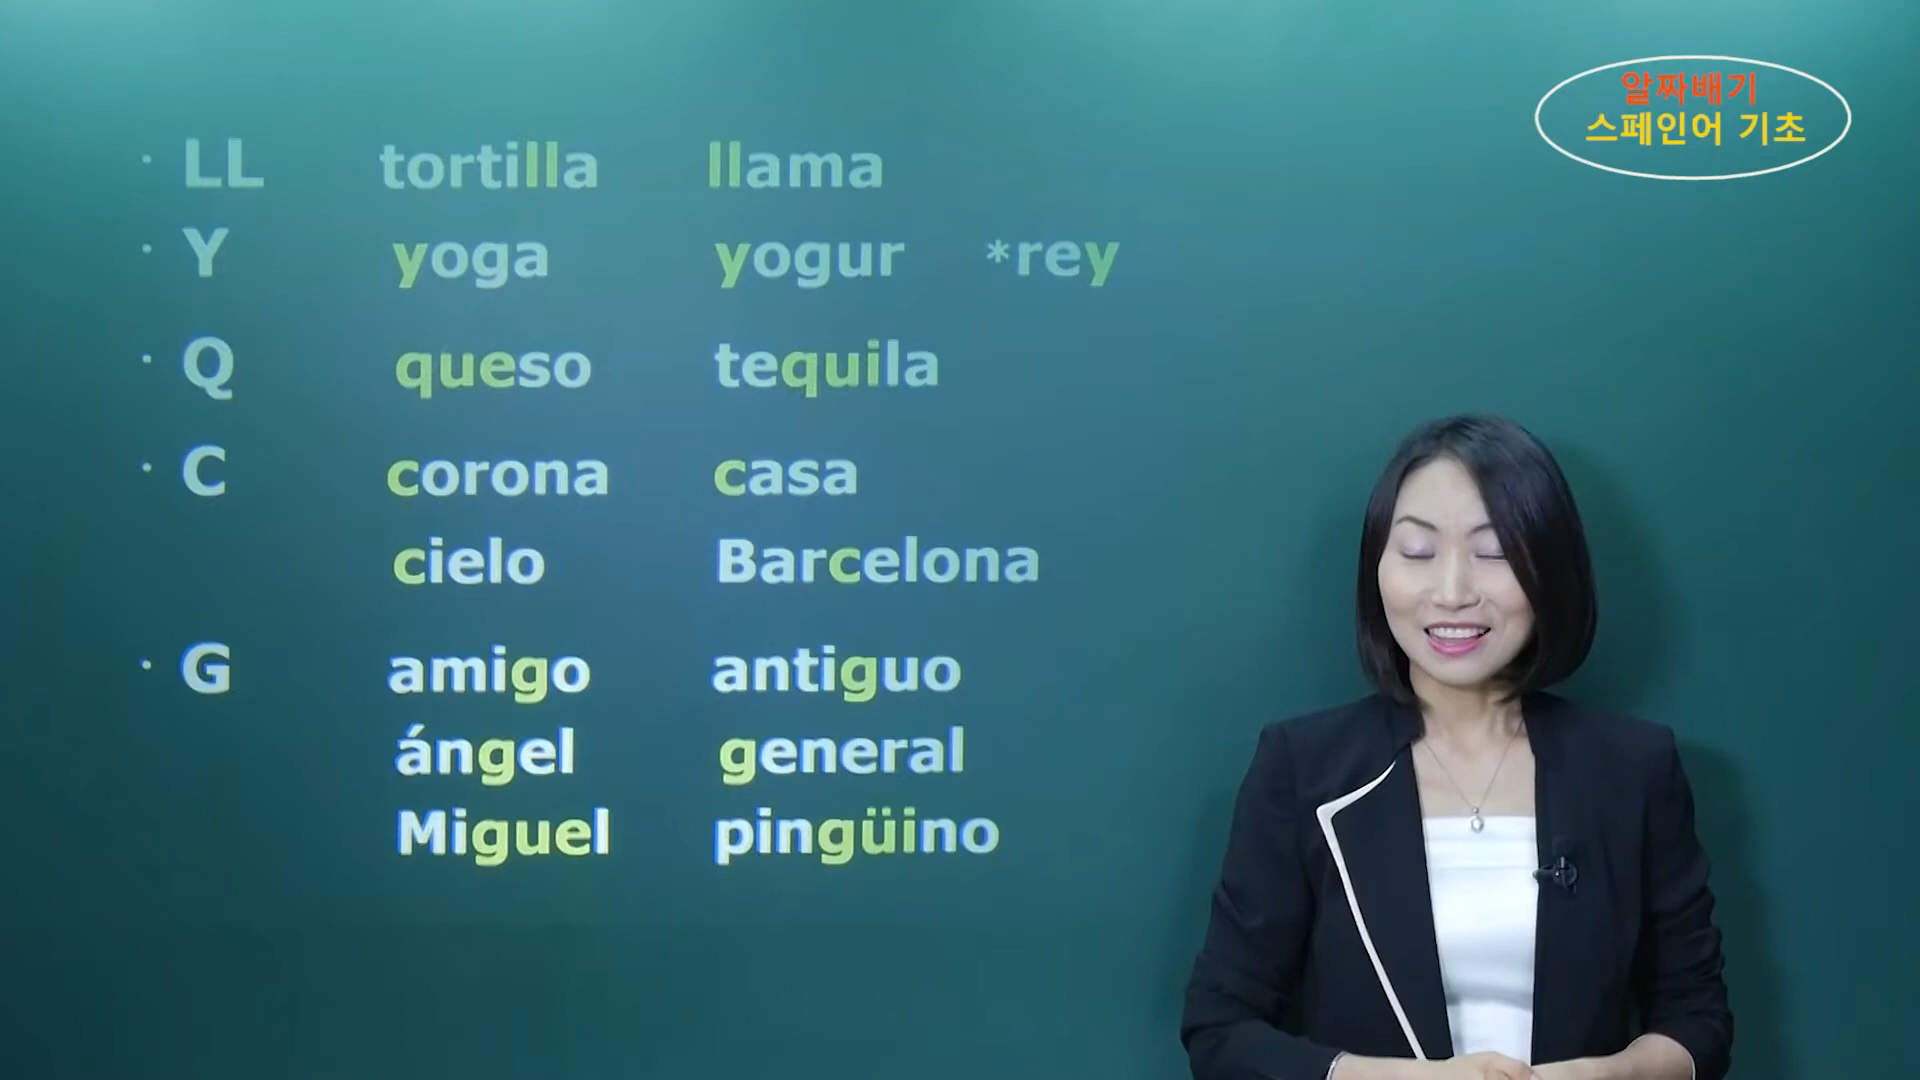 알짜배기
스페인어 기초
· LL tortilla llama
· Y yoga yogur *rey
· Q queso tequila
· C corona casa
cielo Barcelona
· G amigo antiguo
ángel general
Miguel pingüino